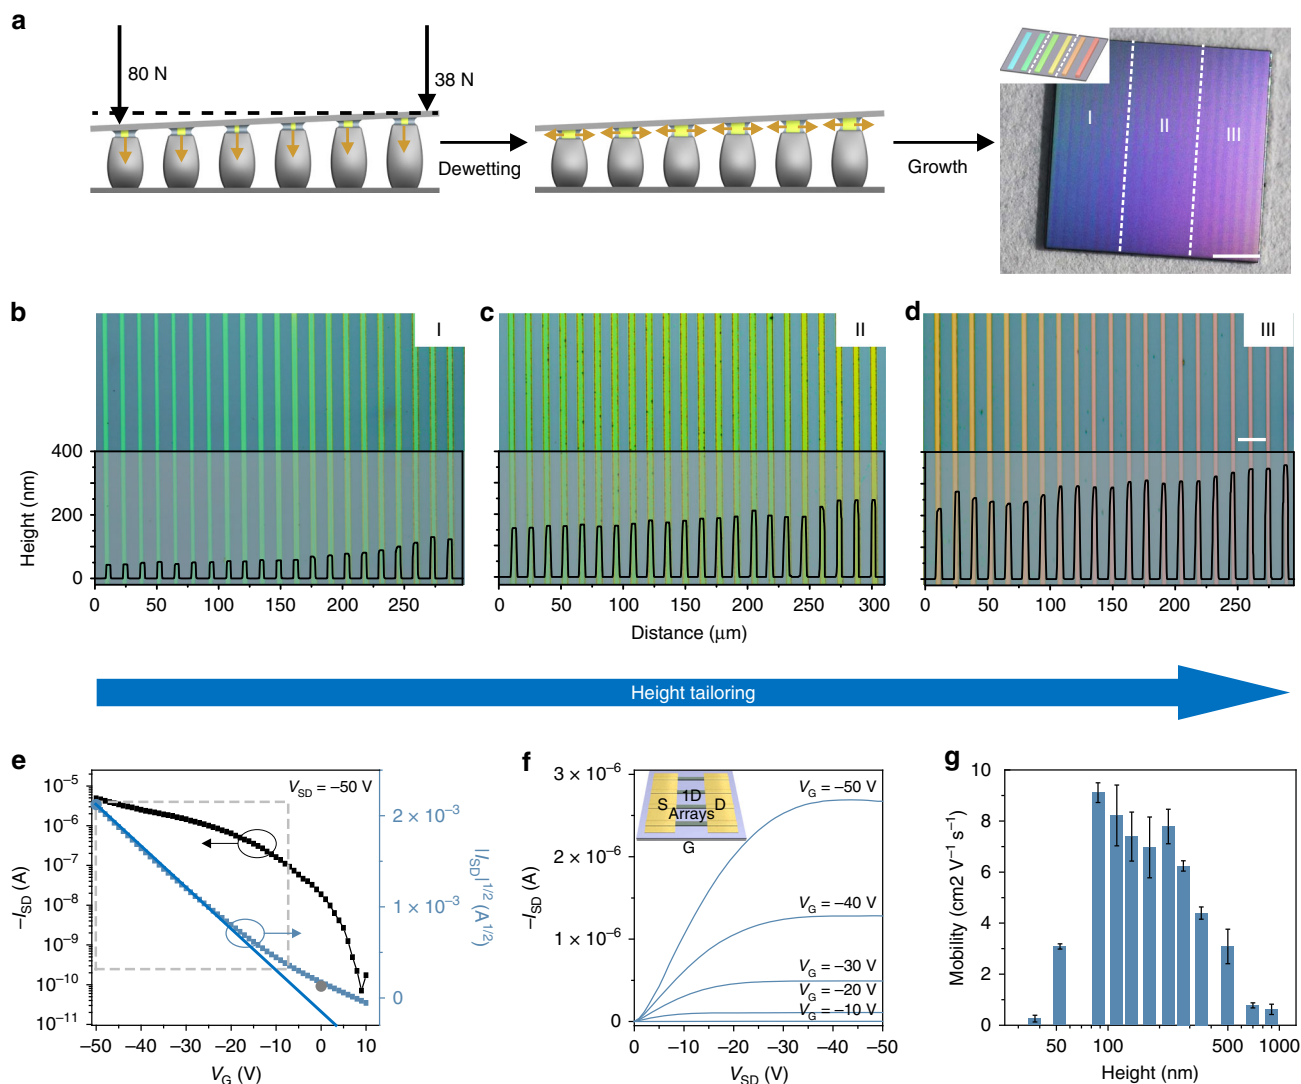 a
80 N
38 N
Dewetting
Growth
I
II
III
b
I
c
II
d
III
400
200
0
Height (nm)
0
50
100
150
200
250
0
50
100
150
200
250
300
0
50
100
150
200
250
Distance (μm)
Height tailoring
e
V_SD = –50 V
10⁻⁵
10⁻⁶
10⁻⁷
10⁻⁸
10⁻⁹
10⁻¹⁰
10⁻¹¹
–I_SD (A)
2 × 10⁻³
1 × 10⁻³
0
|I_SD|^1/2 (A^1/2)
–50
–40
–30
–20
–10
0
10
V_G (V)
f
3 × 10⁻⁶
2 × 10⁻⁶
1 × 10⁻⁶
0
–I_SD (A)
S
1D
Arrays
D
G
V_G = –50 V
V_G = –40 V
V_G = –30 V
V_G = –20 V
V_G = –10 V
0
–10
–20
–30
–40
–50
V_SD (V)
g
10
8
6
4
2
0
Mobility (cm2 V⁻¹ s⁻¹)
50
100
500
1000
Height (nm)